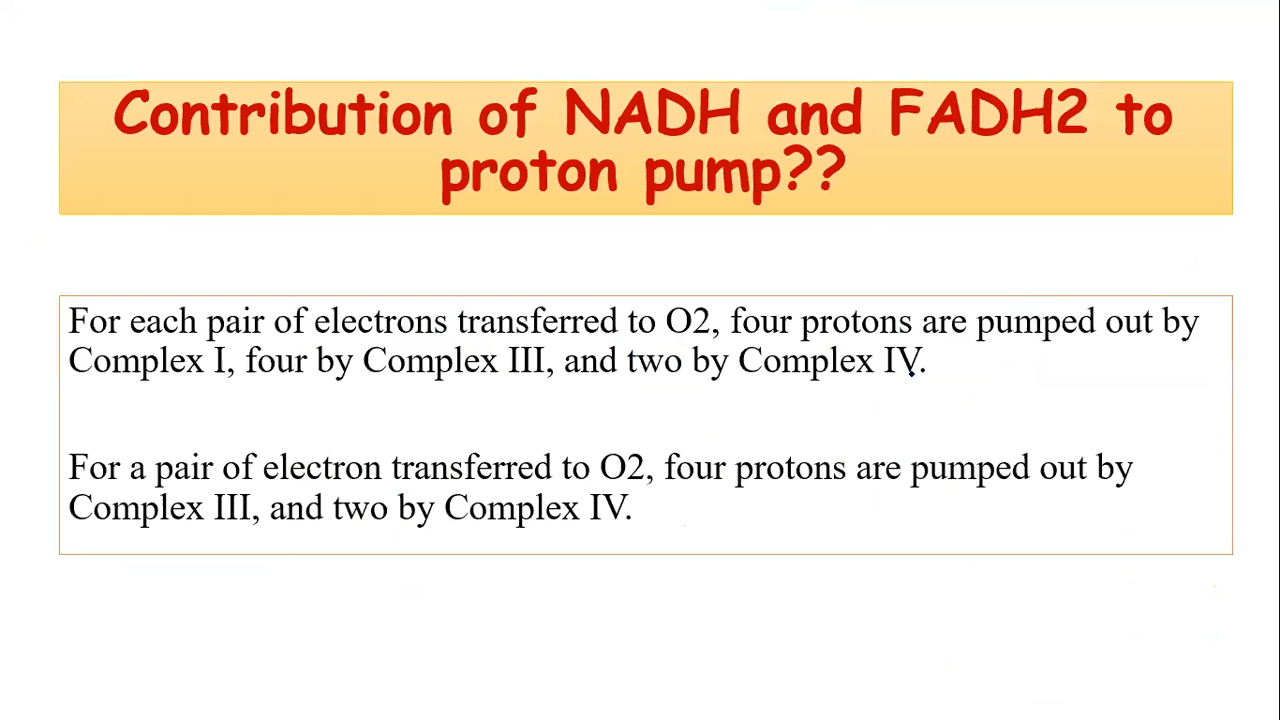 Contribution of NADH and FADH2 to
proton pump??
For each pair of electrons transferred to O2, four protons are pumped out by
Complex I, four by Complex III, and two by Complex IV.
For a pair of electron transferred to O2, four protons are pumped out by
Complex III, and two by Complex IV.